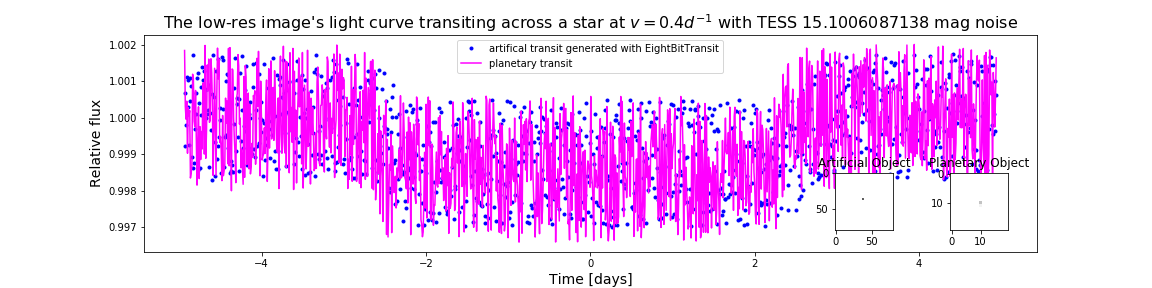 The low-res image's light curve transiting across a star at v = 0.4d⁻¹ with TESS 15.1006087138 mag noise
artifical transit generated with EightBitTransit
planetary transit
Relative flux
1.002
1.001
1.000
0.999
0.998
0.997
Artificial Object
0
50
0 50
Planetary Object
0
10
0 10
−4 −2 0 2 4
Time [days]